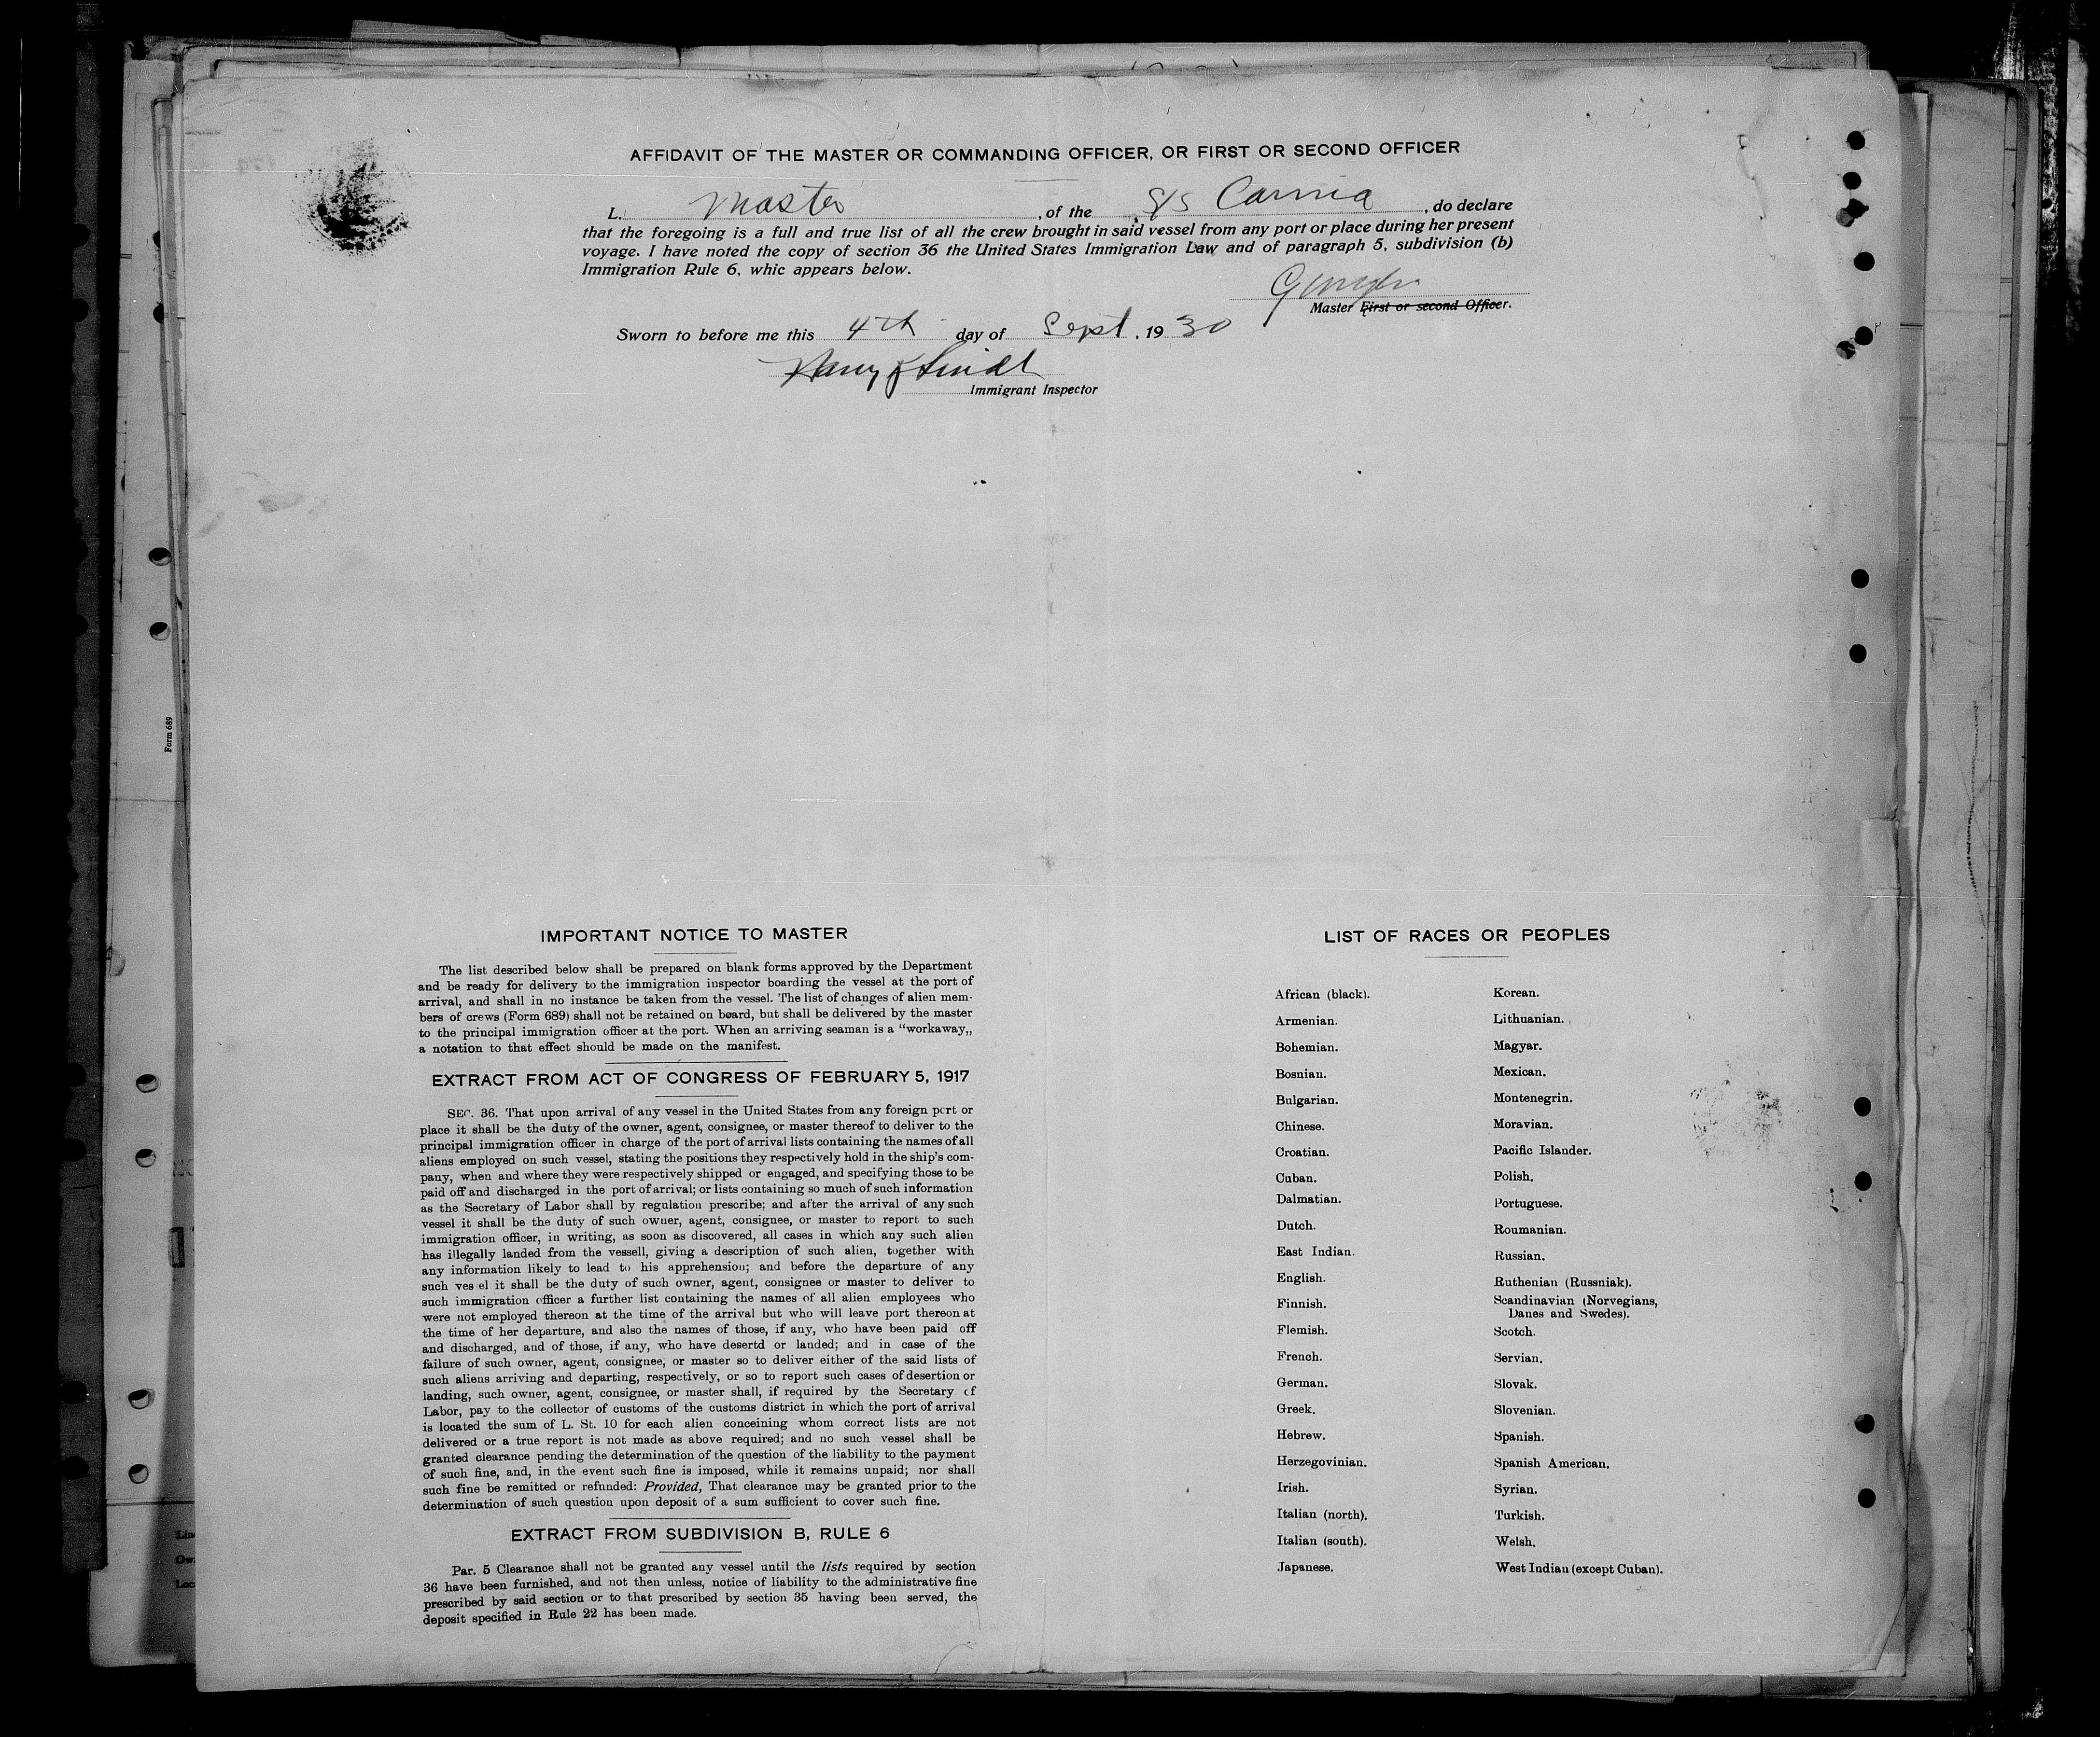 AFFIDAVIT OF THE MASTER OR COMMANDING OFFICER, OR FIRST OR SECOND OFFICER
L. Master , of the S/S Carnia , do declare
that the foregoing is a full and true list of all the crew brought in said vessel from any port or place during her present
voyage. I have noted the copy of section 36 the United States Immigration Law and of paragraph 5, subdivision (b)
Immigration Rule 6, whic appears below.
Master First or second Officer.
Sworn to before me this 4th day of Sept. 1930
Harry
Immigrant Inspector
Form 689
IMPORTANT NOTICE TO MASTER
The list described below shall be prepared on blank forms approved by the Department
and be ready for delivery to the immigration inspector boarding the vessel at the port of
arrival, and shall in no instance be taken from the vessel. The list of changes of alien mem-
bers of crews (Form 689) shall not be retained on board, but shall be delivered by the master
to the principal immigration officer at the port. When an arriving seaman is a “workaway„
a notation to that effect should be made on the manifest.
EXTRACT FROM ACT OF CONGRESS OF FEBRUARY 5, 1917
SEC. 36. That upon arrival of any vessel in the United States from any foreign port or
place it shall be the duty of the owner, agent, consignee, or master thereof to deliver to the
principal immigration officer in charge of the port of arrival lists containing the names of all
aliens employed on such vessel, stating the positions they respectively hold in the ship's com-
pany, when and where they were respectively shipped or engaged, and specifying those to be
paid off and discharged in the port of arrival; or lists containing so much of such information
as the Secretary of Labor shall by regulation prescribe; and after the arrival of any such
vessel it shall be the duty of such owner, agent, consignee, or master to report to such
immigration officer, in writing, as soon as discovered, all cases in which any such alien
has illegally landed from the vessell, giving a description of such alien, together with
any information likely to lead to his apprehension; and before the departure of any
such ves el it shall be the duty of such owner, agent, consignee or master to deliver to
such immigration officer a further list containing the names of all alien employees who
were not employed thereon at the time of the arrival but who will leave port thereon at
the time of her departure, and also the names of those, if any, who have been paid off
and discharged, and of those, if any, who have desertd or landed; and in case of the
failure of such owner, agent, consignee, or master so to deliver either of the said lists of
such aliens arriving and departing, respectively, or so to report such cases of desertion or
landing, such owner, agent, consignee, or master shall, if required by the Secretary of
Labor, pay to the collector of customs of the customs district in which the port of arrival
is located the sum of L. St. 10 for each alien conceining whom correct lists are not
delivered or a true report is not made as above required; and no such vessel shall be
granted clearance pending the determination of the question of the liability to the payment
of such fine, and, in the event such fine is imposed, while it remains unpaid; nor shall
such fine be remitted or refunded: Provided, That clearance may be granted prior to the
determination of such question upon deposit of a sum sufficient to cover such fine.
EXTRACT FROM SUBDIVISION B, RULE 6
Par. 5 Clearance shall not be granted any vessel until the lists required by section
36 have been furnished, and not then unless, notice of liability to the administrative fine
prescribed by said section or to that prescribed by section 35 having been served, the
deposit specified in Rule 22 has been made.
LIST OF RACES OR PEOPLES
African (black).
Armenian.
Bohemian.
Bosnian.
Bulgarian.
Chinese.
Croatian.
Cuban.
Dalmatian.
Dutch.
East Indian.
English.
Finnish.
Flemish.
French.
German.
Greek.
Hebrew.
Herzegovinian.
Irish.
Italian (north).
Italian (south).
Japanese.
Korean.
Lithuanian.
Magyar.
Mexican.
Montenegrin.
Moravian.
Pacific Islander.
Polish.
Portuguese.
Roumanian.
Russian.
Ruthenian (Russniak).
Scandinavian (Norvegians,
Danes and Swedes).
Scotch.
Servian.
Slovak.
Slovenian.
Spanish.
Spanish American.
Syrian.
Turkish.
Welsh.
West Indian (except Cuban).